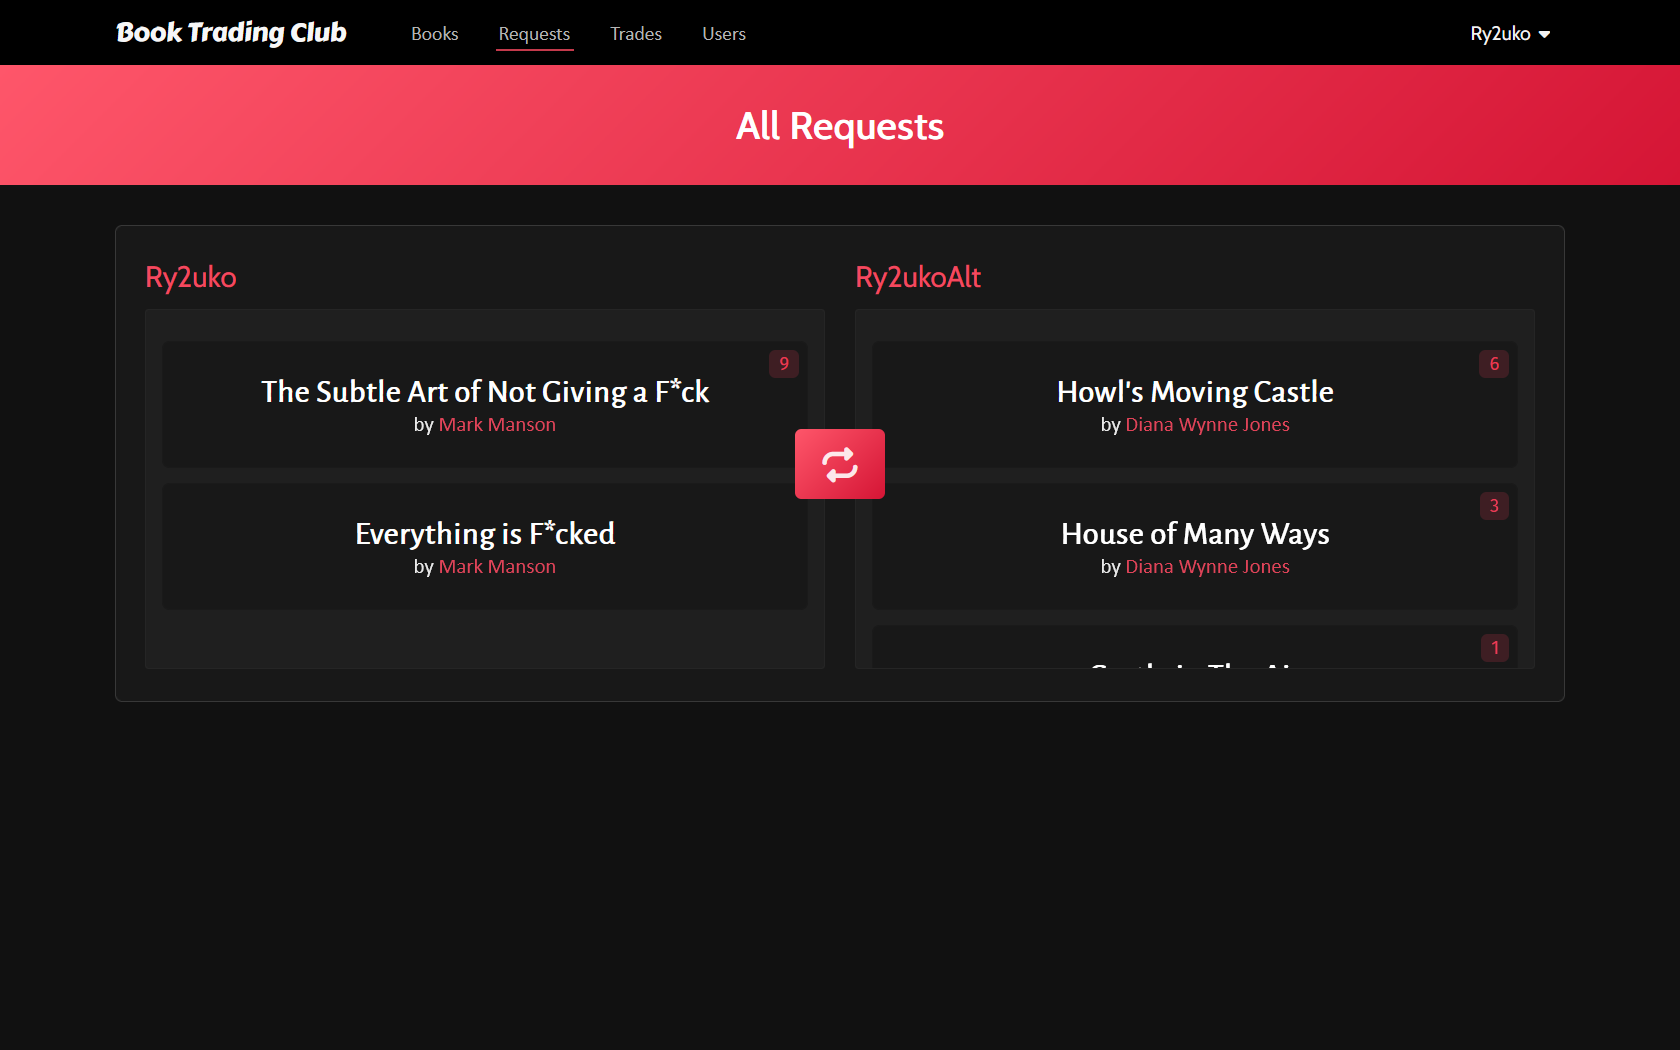 Book Trading Club
Books
Requests
Trades
Users
Ry2uko
All Requests
Ry2uko
9
The Subtle Art of Not Giving a F*ck
by Mark Manson
Everything is F*cked
by Mark Manson
Ry2ukoAlt
6
Howl's Moving Castle
by Diana Wynne Jones
3
House of Many Ways
by Diana Wynne Jones
1